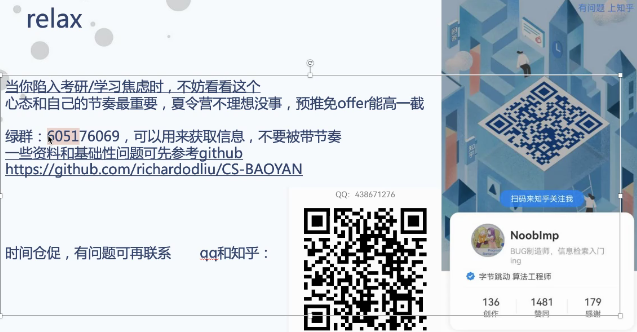 relax
有问题 上知乎
当你陷入考研/学习焦虑时，不妨看看这个
心态和自己的节奏最重要，夏令营不理想没事，预推免offer能高一截
绿群：605176069，可以用来获取信息，不要被带节奏
一些资料和基础性问题可先参考github
https://github.com/richardodliu/CS-BAOYAN
QQ: 438671276
扫码来知乎关注我
NoobImp
BUG制造师，信息检索入门
ing
字节跳动 算法工程师
时间仓促，有问题可再联系 qq和知乎：
136 1481 179
创作 赞同 感谢